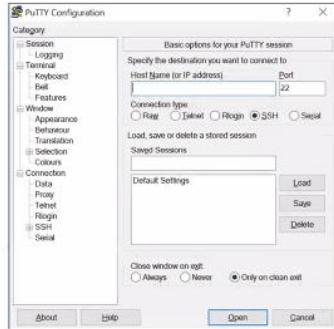 PuTTY Configuration
Category:
Session
Logging
Terminal
Keyboard
Bell
Features
Window
Appearance
Behaviour
Translation
Selection
Colours
Connection
Data
Proxy
Telnet
Rlogin
SSH
Serial
Basic options for your PuTTY session
Specify the destination you want to connect to
Host Name (or IP address) Port
22
Connection type:
Raw Telnet Rlogin SSH Serial
Load, save or delete a stored session
Saved Sessions
Default Settings
Load
Save
Delete
Close window on exit:
Always Never Only on clean exit
About Help Open Cancel